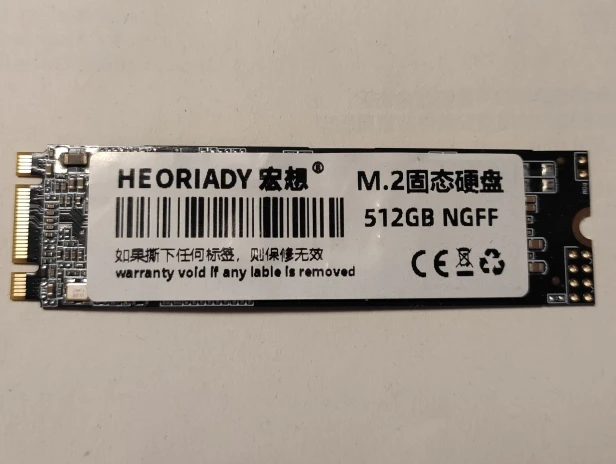 HEORIADY 宏想®
M.2固态硬盘
512GB NGFF
如果撕下任何标签，则保修无效
warranty void if any lable is removed
CE